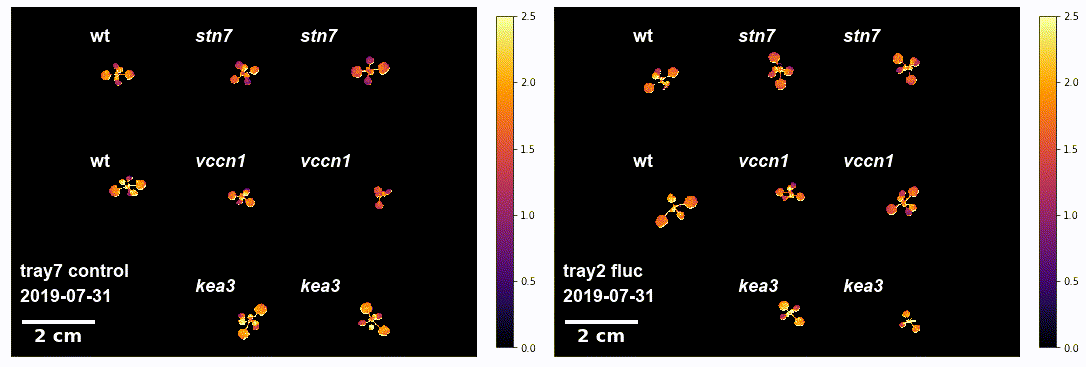 wt stn7 stn7
wt vccn1 vccn1
tray7 control
2019-07-31
kea3 kea3
2 cm
2.5
2.0
1.5
1.0
0.5
0.0
wt stn7 stn7
wt vccn1 vccn1
tray2 fluc
2019-07-31
kea3 kea3
2 cm
2.5
2.0
1.5
1.0
0.5
0.0